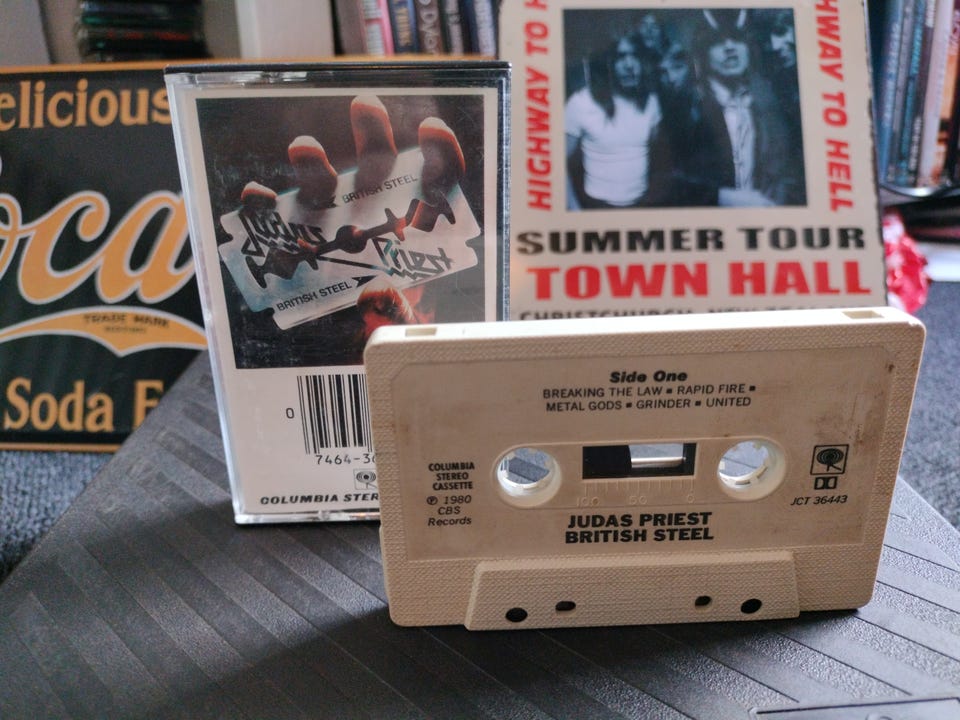 elicious
oca
TRADE MARK
Soda F
BRITISH STEEL
Judas
Priest
BRITISH STEEL
0
7464-3
COLUMBIA STER
HIGHWAY TO H
HIGHWAY TO HELL
SUMMER TOUR
TOWN HALL
Side One
BREAKING THE LAW ▪ RAPID FIRE ▪
METAL GODS ▪ GRINDER ▪ UNITED
COLUMBIA
STEREO
CASSETTE
℗ 1980
CBS
Records
100 50 0
JCT 36443
JUDAS PRIEST
BRITISH STEEL